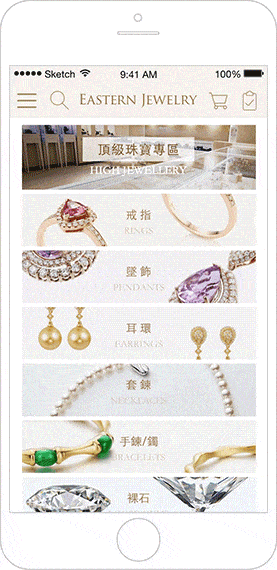 Sketch 9:41 AM 100%
EASTERN JEWELRY
頂級珠寶專區
HIGH JEWELLERY
戒指
RINGS
墜飾
PENDANTS
耳環
EARRINGS
套鍊
NECKLACES
手鍊/鐲
BRACELETS
裸石